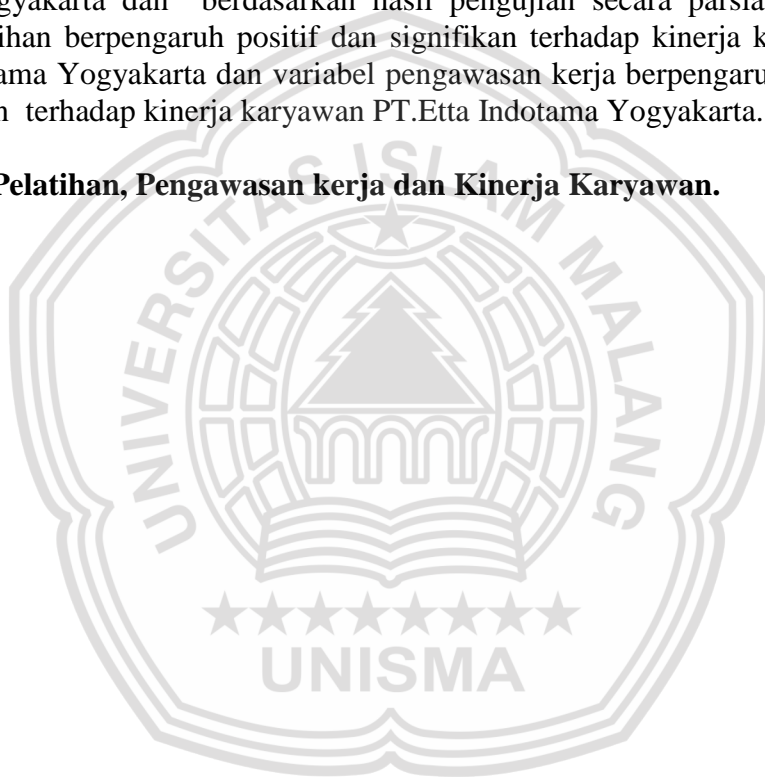 gyakarta dan berdasarkan hasil pengujian secara parsia
ihan berpengaruh positif dan signifikan terhadap kinerja k
ama Yogyakarta dan variabel pengawasan kerja berpengaru
n terhadap kinerja karyawan PT.Etta Indotama Yogyakarta.
Pelatihan, Pengawasan kerja dan Kinerja Karyawan.
UNIVERSITAS ISLAM MALANG
UNISMA